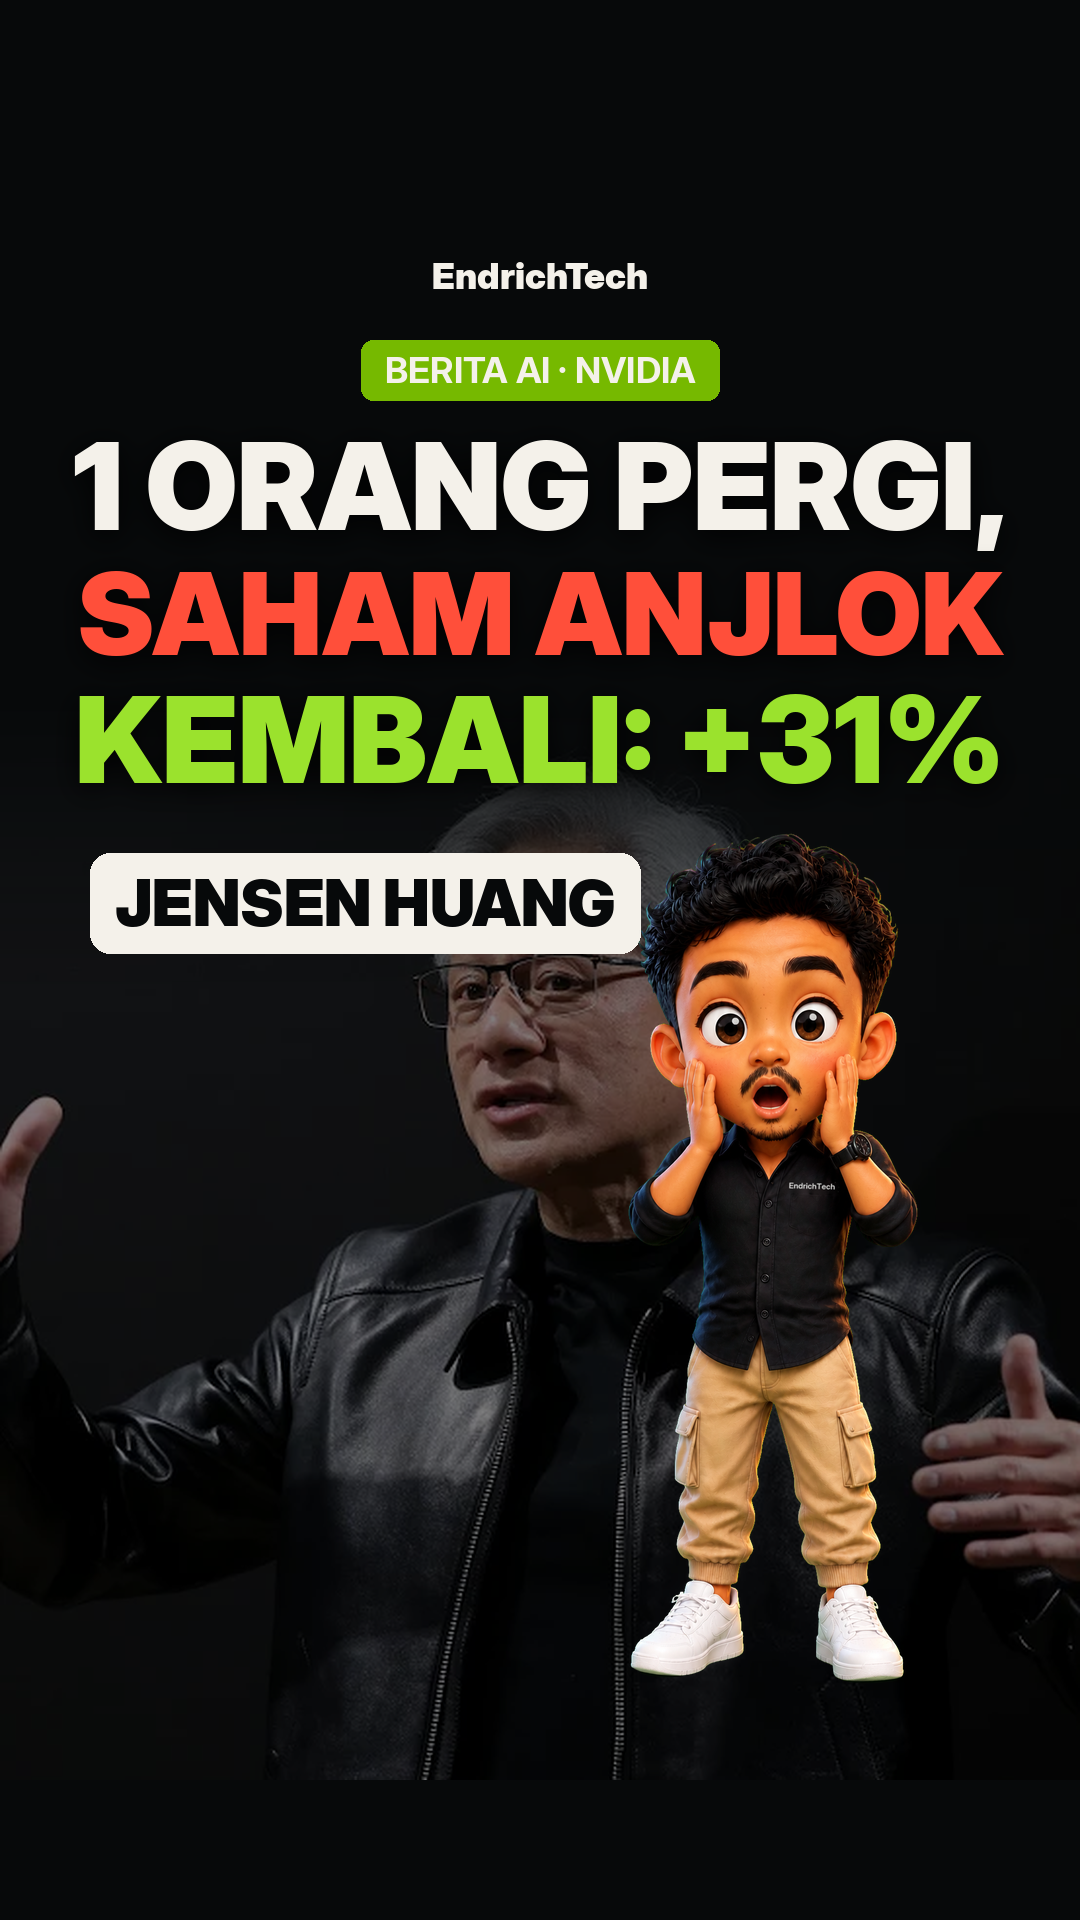 EndrichTech
BERITA AI · NVIDIA
1 ORANG PERGI,
SAHAM ANJLOK
KEMBALI: +31%
JENSEN HUANG
EndrichTech